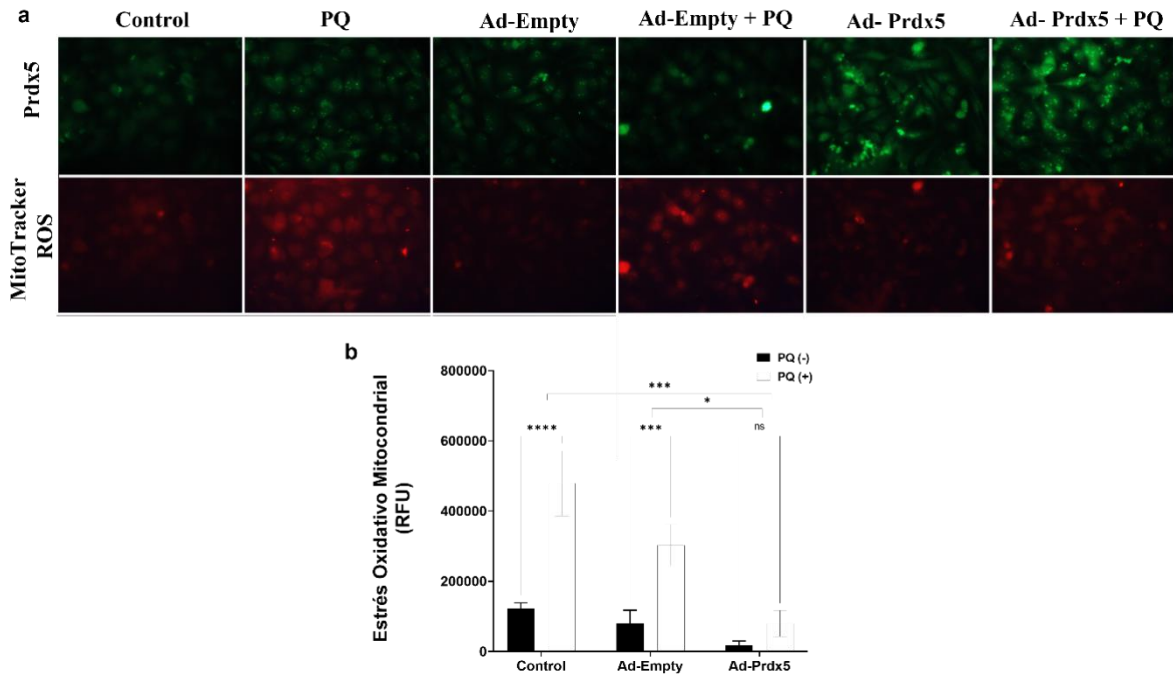 a
Control PQ Ad-Empty Ad-Empty + PQ Ad- Prdx5 Ad- Prdx5 + PQ
Prdx5
MitoTracker
ROS
b
PQ (-)
PQ (+)
800000
600000
400000
200000
0
Estrés Oxidativo Mitocondrial
(RFU)
***
*
**** *** ns
Control Ad-Empty Ad-Prdx5